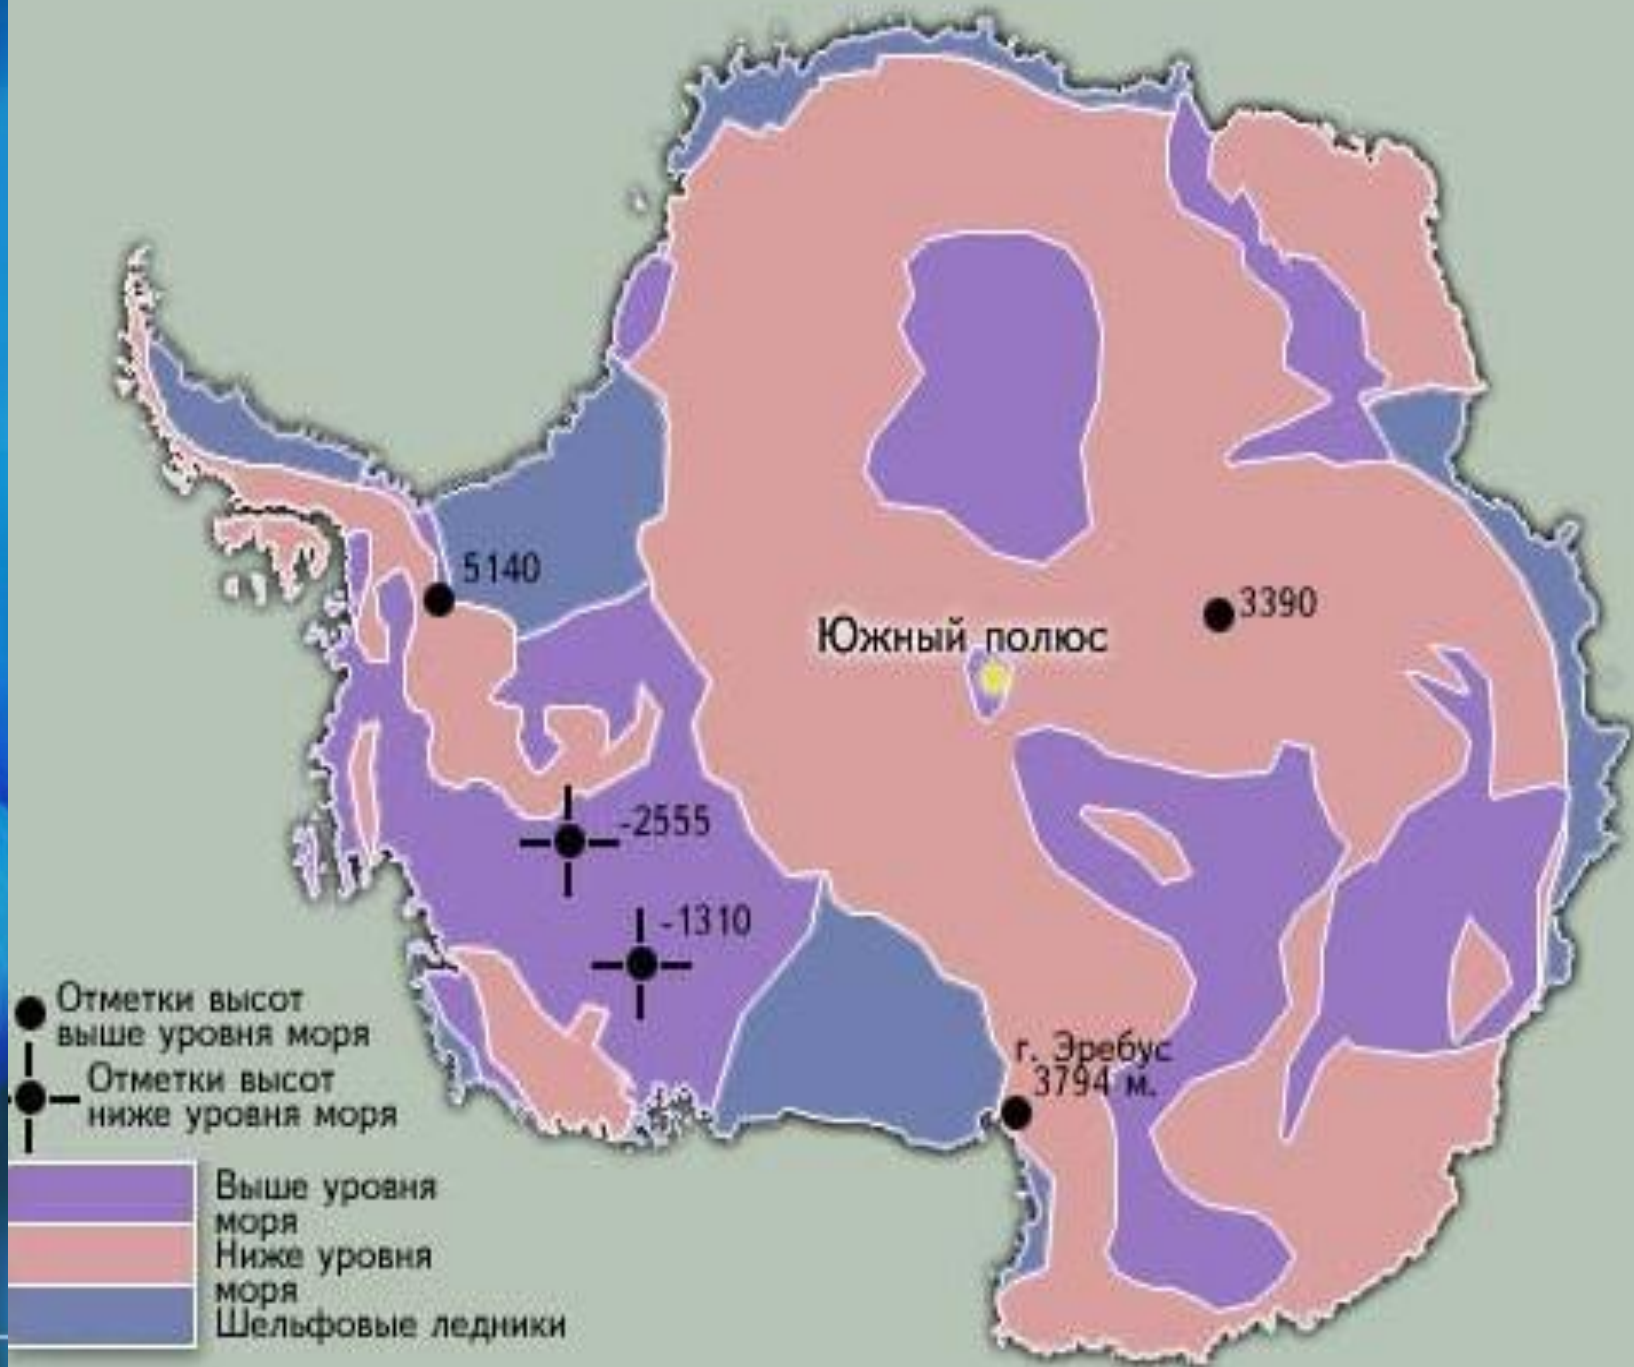 5140
3390
Южный полюс
-2555
-1310
г. Эребус
3794 м.
Отметки высот
выше уровня моря
Отметки высот
ниже уровня моря
Выше уровня
моря
Ниже уровня
моря
Шельфовые ледники